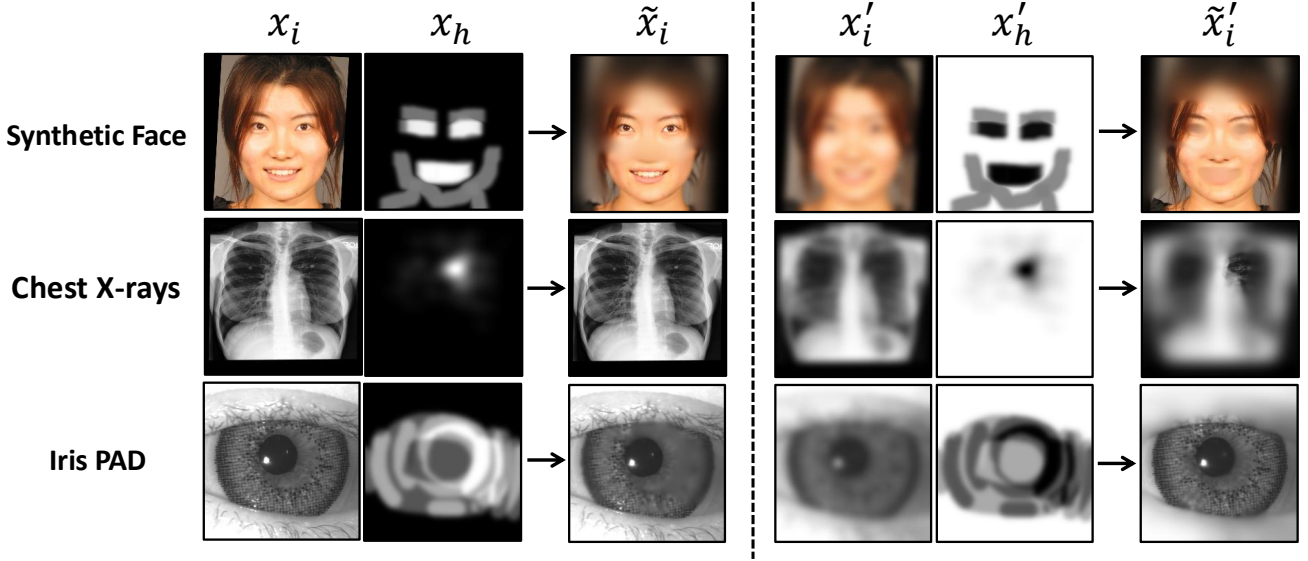 x_i x_h x̃_i x'_i x'_h x̃'_i
Synthetic Face
Chest X-rays
Iris PAD